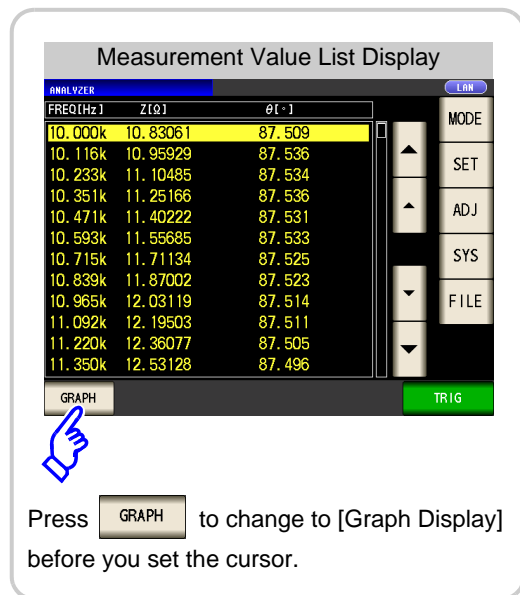 Measurement Value List Display
ANALYZER LAN
FREQ[Hz] Z[Ω] θ[°] MODE
10.000k 10.83061 87.509
10.116k 10.95929 87.536 SET
10.233k 11.10485 87.534
10.351k 11.25166 87.536
10.471k 11.40222 87.531 ADJ
10.593k 11.55685 87.533
10.715k 11.71134 87.525 SYS
10.839k 11.87002 87.523
10.965k 12.03119 87.514 FILE
11.092k 12.19503 87.511
11.220k 12.36077 87.505
11.350k 12.53128 87.496
GRAPH TRIG
Press GRAPH to change to [Graph Display]
before you set the cursor.